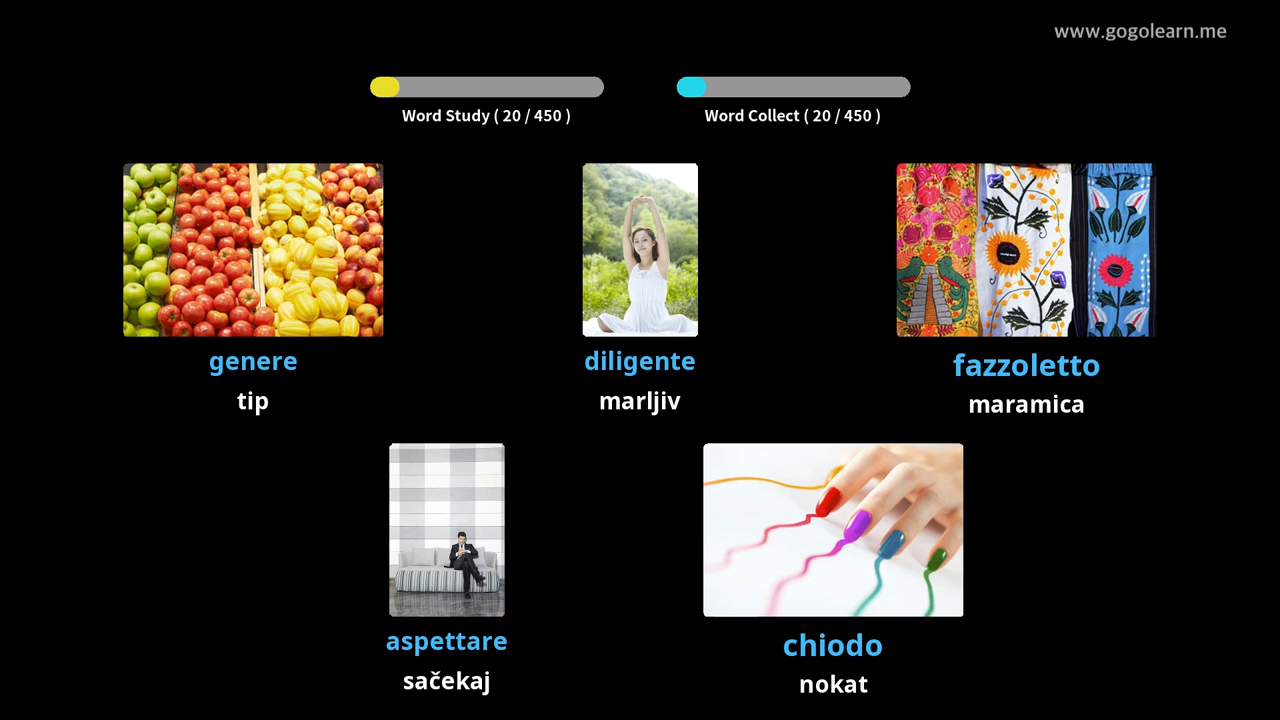 www.gogolearn.me
Word Study ( 20 / 450 )
Word Collect ( 20 / 450 )
genere
tip
diligente
marljiv
fazzoletto
maramica
aspettare
sačekaj
chiodo
nokat